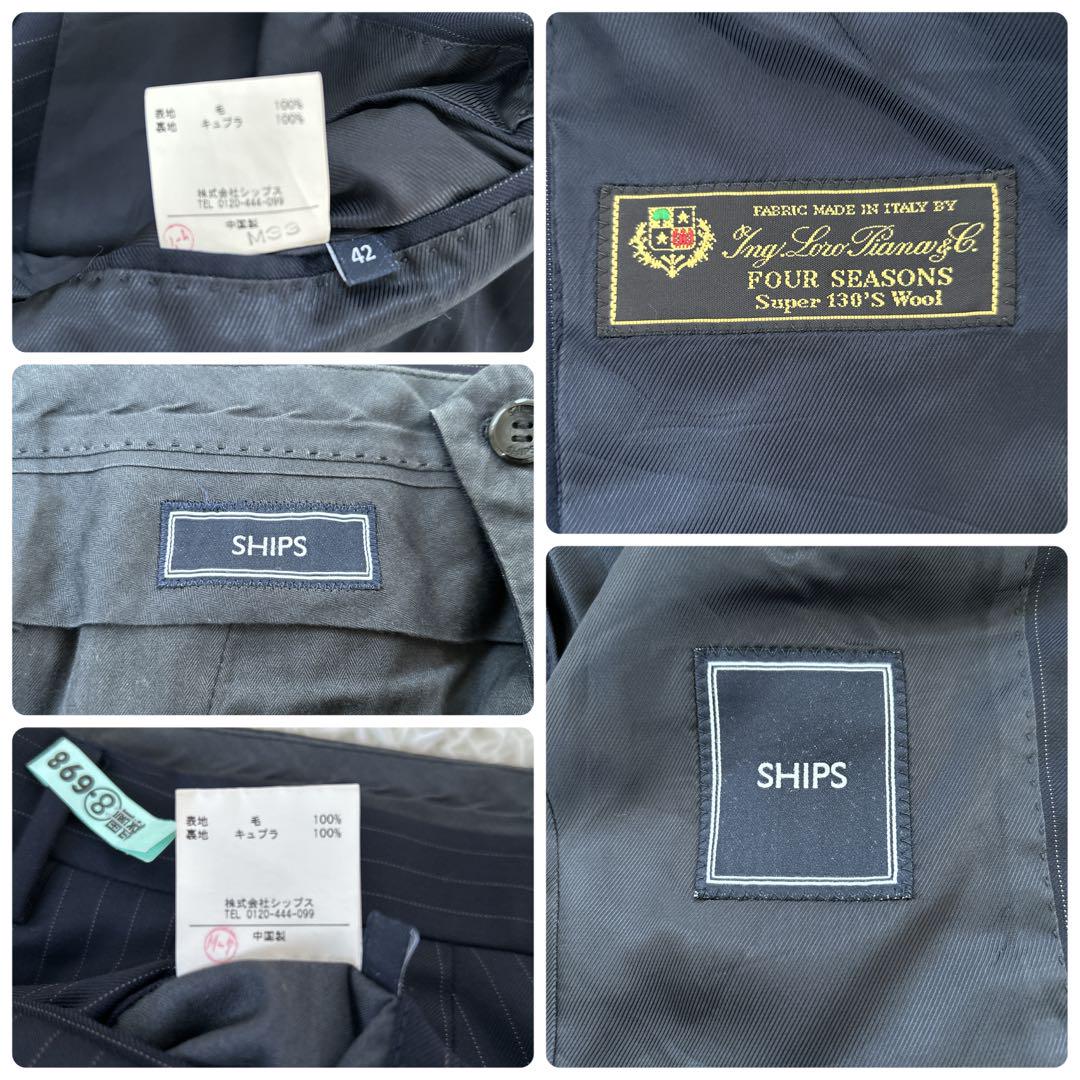 表地 毛 100%
裏地 キュプラ 100%
株式会社シップス
TEL 0120-444-099
中国製
M33
42
FABRIC MADE IN ITALY BY
Ing. Loro Piana & C.
FOUR SEASONS
Super 130'S Wool
SHIPS
SHIPS
869-8
表地 毛 100%
裏地 キュプラ 100%
株式会社シップス
TEL 0120-444-099
中国製